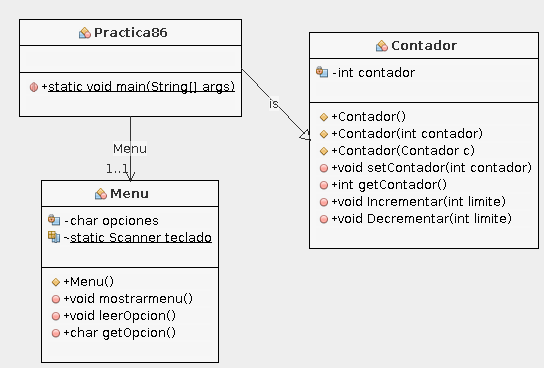 Practica86
+static void main(String[] args)
is
Menu
1..1
Contador
-int contador
+Contador()
+Contador(int contador)
+Contador(Contador c)
+void setContador(int contador)
+int getContador()
+void Incrementar(int limite)
+void Decrementar(int limite)
Menu
-char opciones
~static Scanner teclado
+Menu()
+void mostrarmenu()
+void leerOpcion()
+char getOpcion()